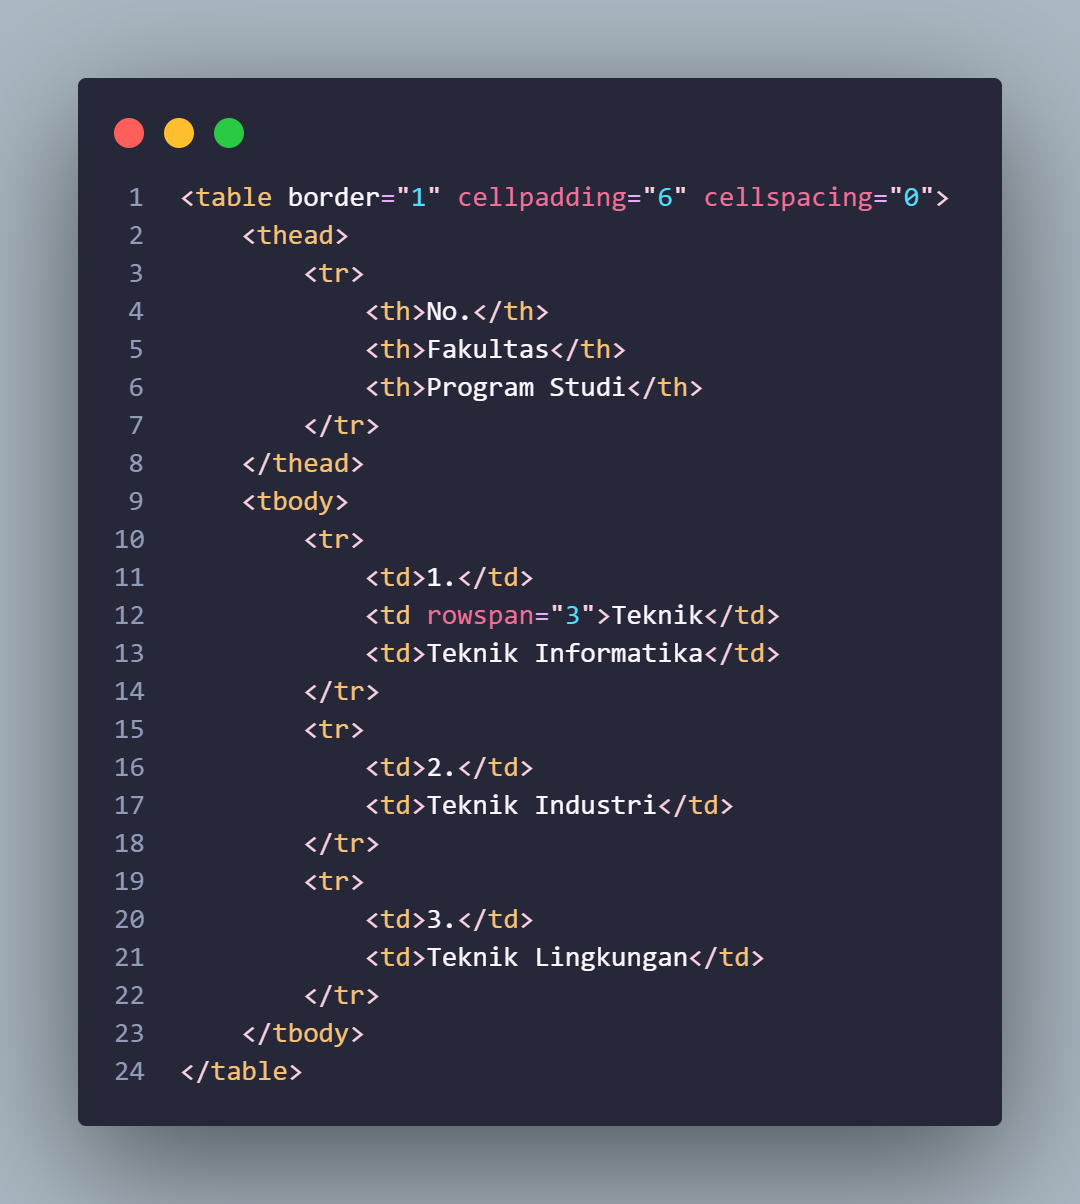 1 <table border="1" cellpadding="6" cellspacing="0">
2     <thead>
3         <tr>
4             <th>No.</th>
5             <th>Fakultas</th>
6             <th>Program Studi</th>
7         </tr>
8     </thead>
9     <tbody>
10         <tr>
11             <td>1.</td>
12             <td rowspan="3">Teknik</td>
13             <td>Teknik Informatika</td>
14         </tr>
15         <tr>
16             <td>2.</td>
17             <td>Teknik Industri</td>
18         </tr>
19         <tr>
20             <td>3.</td>
21             <td>Teknik Lingkungan</td>
22         </tr>
23     </tbody>
24 </table>